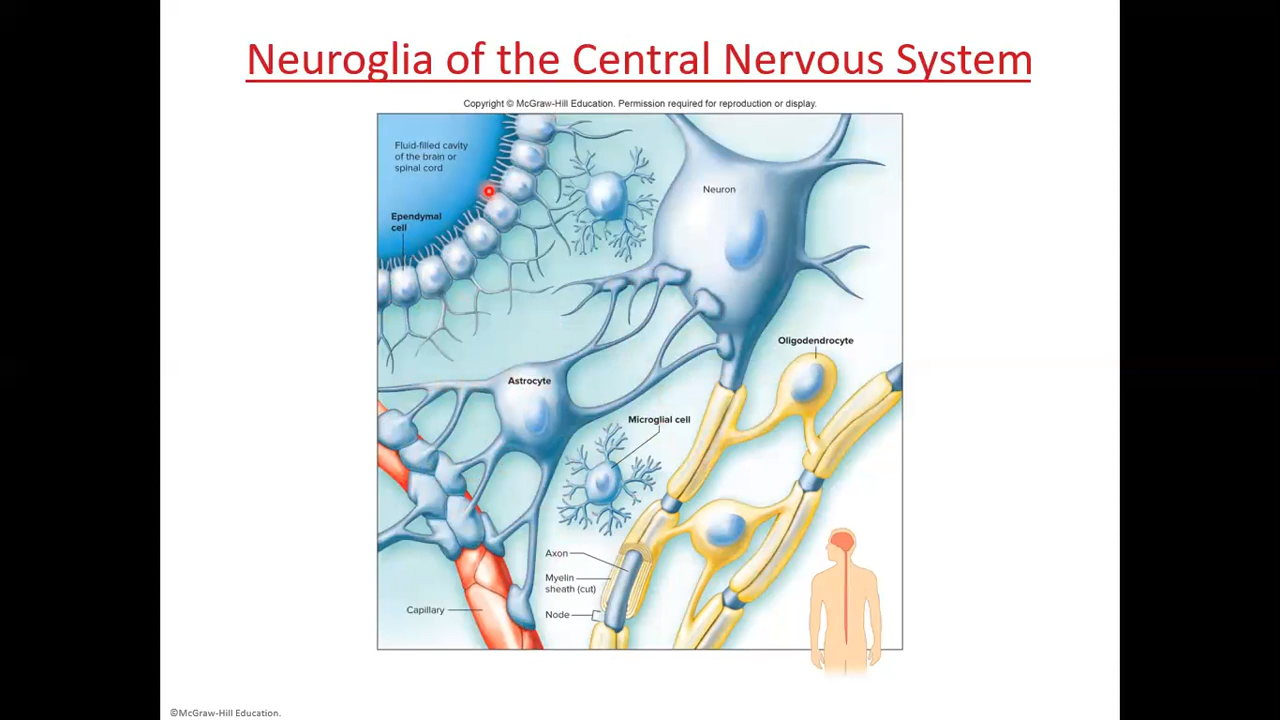 Neuroglia of the Central Nervous System
Copyright © McGraw-Hill Education. Permission required for reproduction or display.
Fluid-filled cavity
of the brain or
spinal cord
Neuron
Ependymal
cell
Oligodendrocyte
Astrocyte
Microglial cell
Axon
Myelin
sheath (cut)
Capillary
Node
©McGraw-Hill Education.